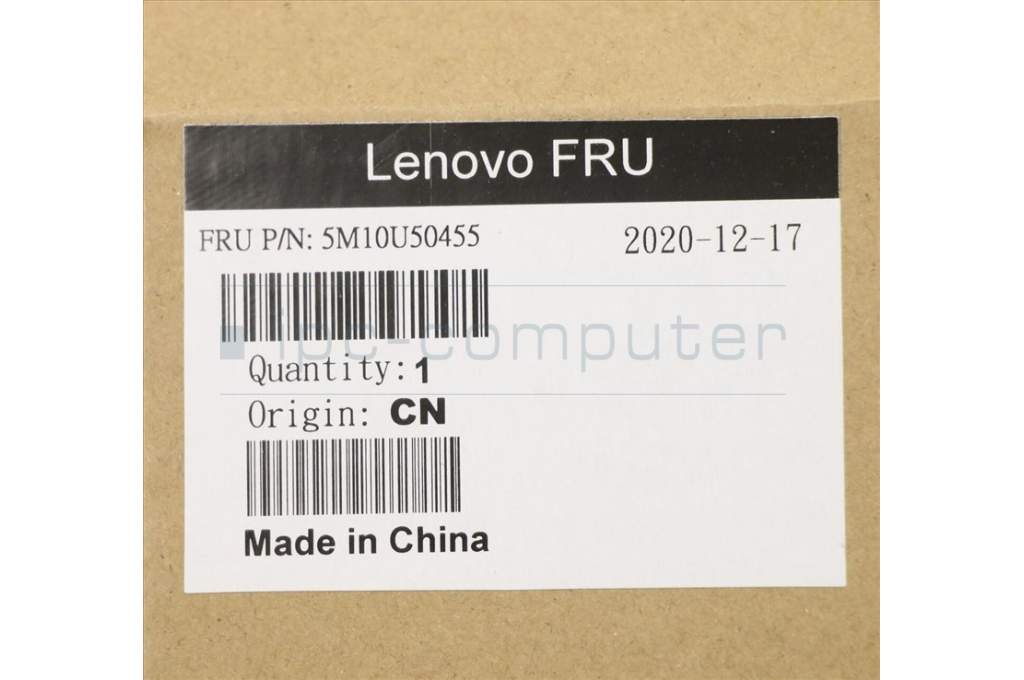 Lenovo FRU
FRU P/N: 5M10U50455
2020-12-17
ipc-computer
Quantity: 1
Origin: CN
Made in China